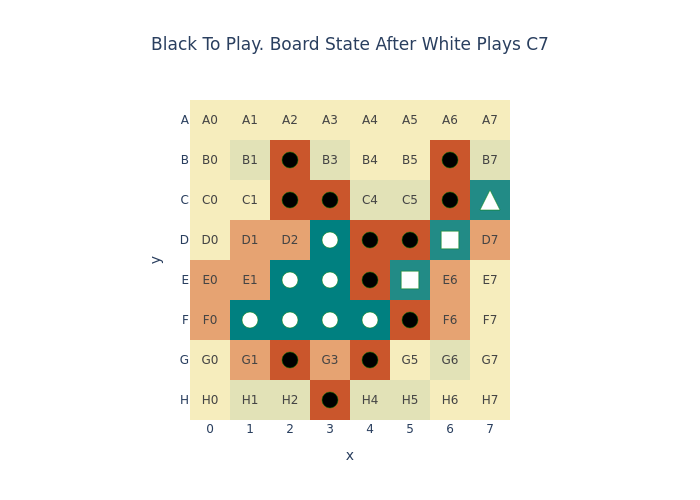 Black To Play. Board State After White Plays C7
A A0 A1 A2 A3 A4 A5 A6 A7
B B0 B1 B3 B4 B5 B7
C C0 C1 C4 C5
D D0 D1 D2 D7
E E0 E1 E6 E7
F F0 F6 F7
G G0 G1 G3 G5 G6 G7
H H0 H1 H2 H4 H5 H6 H7
0 1 2 3 4 5 6 7
x
y